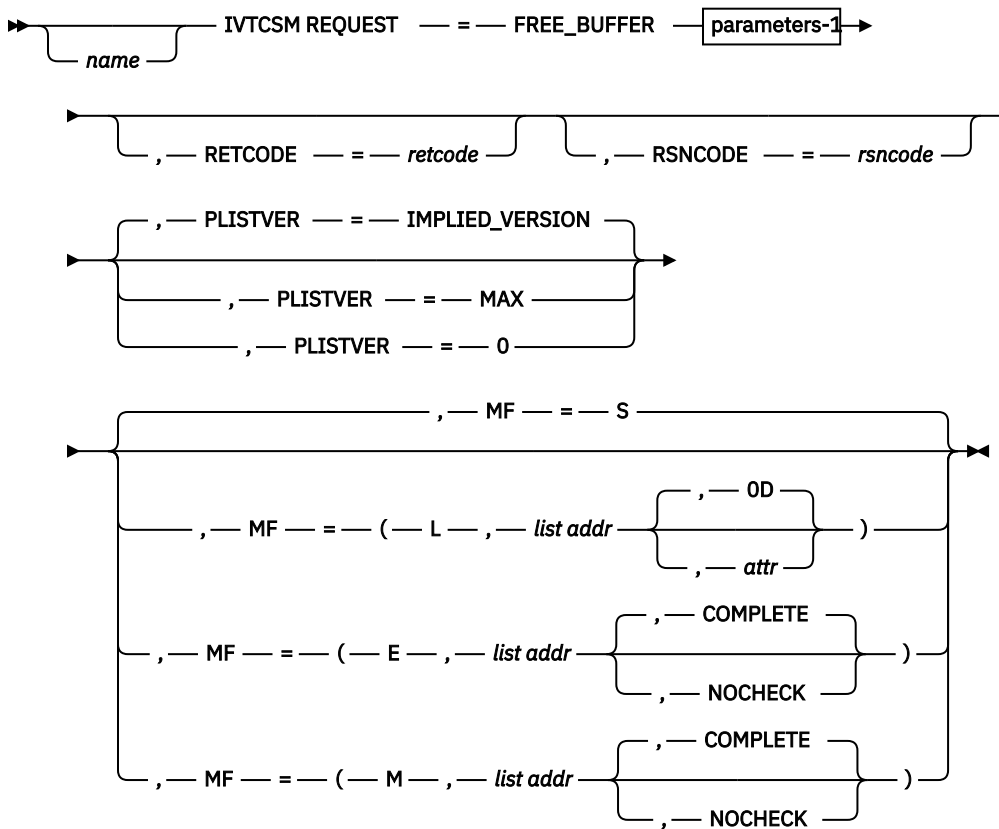 IVTCSM REQUEST = FREE_BUFFER parameters-1
name
, RETCODE = retcode , RSNCODE = rsncode
, PLISTVER = IMPLIED_VERSION
, PLISTVER = MAX
, PLISTVER = 0
, MF = S
, 0D
, MF = ( L , list addr )
, attr
, COMPLETE
, MF = ( E , list addr )
, NOCHECK
, COMPLETE
, MF = ( M , list addr )
, NOCHECK